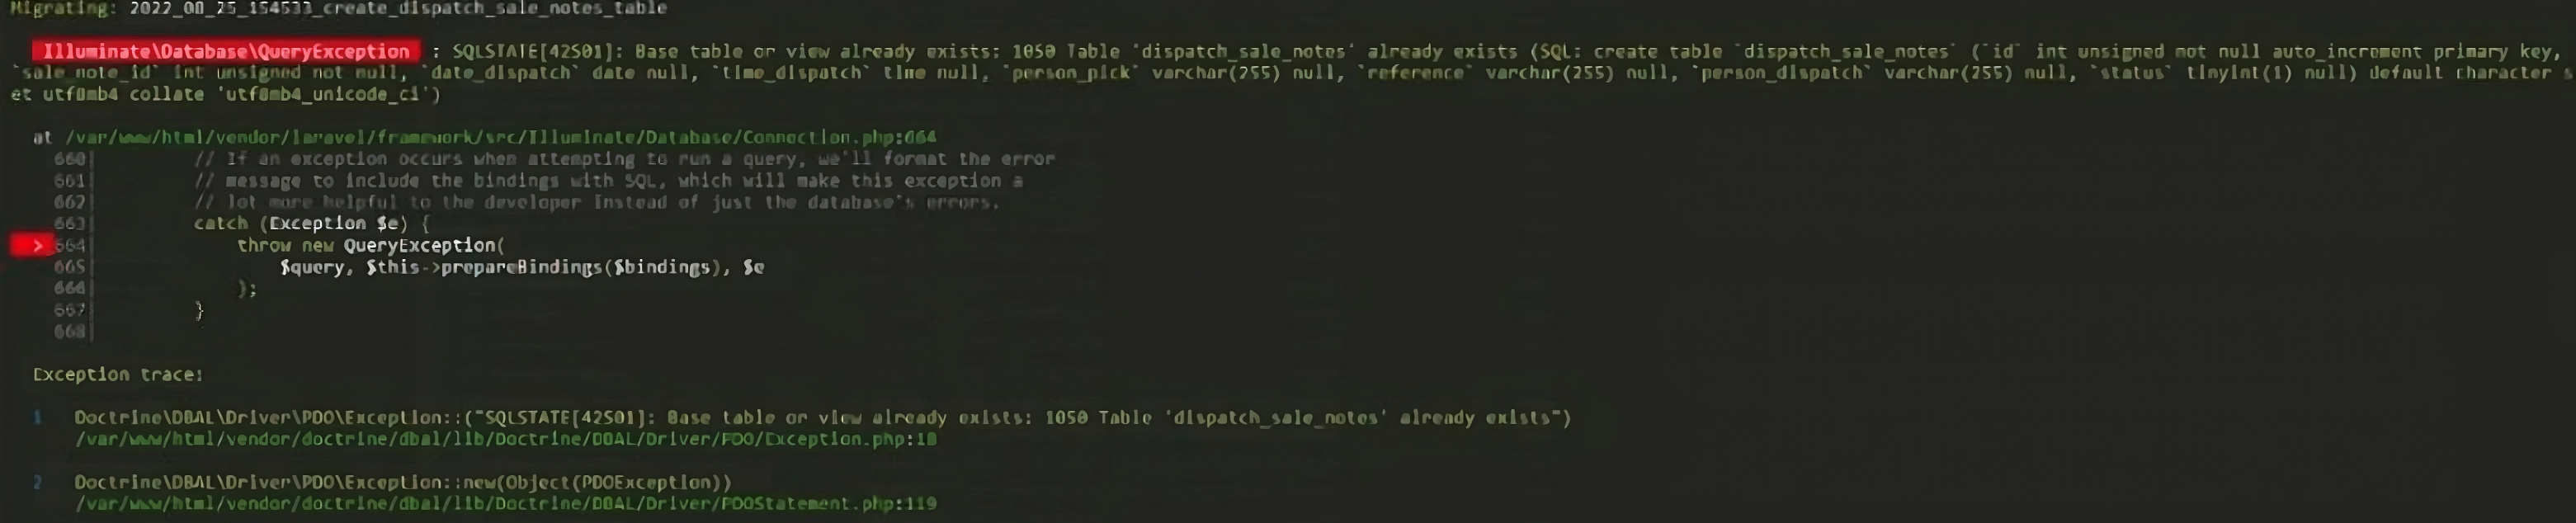 Migrating: 2022_08_25_154533_create_dispatch_sale_notes_table
Illuminate\Database\QueryException : SQLSTATE[42S01]: Base table or view already exists: 1050 Table 'dispatch_sale_notes' already exists (SQL: create table `dispatch_sale_notes` (`id` int unsigned not null auto_increment primary key,
`sale_note_id` int unsigned not null, `date_dispatch` date null, `time_dispatch` time null, `person_pick` varchar(255) null, `reference` varchar(255) null, `person_dispatch` varchar(255) null, `status` tinyint(1) null) default character s
et utf8mb4 collate 'utf8mb4_unicode_ci')
at /var/www/html/vendor/laravel/framework/src/Illuminate/Database/Connection.php:664
660| // If an exception occurs when attempting to run a query, we'll format the error
661| // message to include the bindings with SQL, which will make this exception a
662| // lot more helpful to the developer instead of just the database's errors.
663| catch (Exception $e) {
> 664| throw new QueryException(
665| $query, $this->prepareBindings($bindings), $e
666| );
667| }
668|
Exception trace:
1 Doctrine\DBAL\Driver\PDO\Exception::("SQLSTATE[42S01]: Base table or view already exists: 1050 Table 'dispatch_sale_notes' already exists")
/var/www/html/vendor/doctrine/dbal/lib/Doctrine/DBAL/Driver/PDO/Exception.php:18
2 Doctrine\DBAL\Driver\PDO\Exception::new(Object(PDOException))
/var/www/html/vendor/doctrine/dbal/lib/Doctrine/DBAL/Driver/PDOStatement.php:119